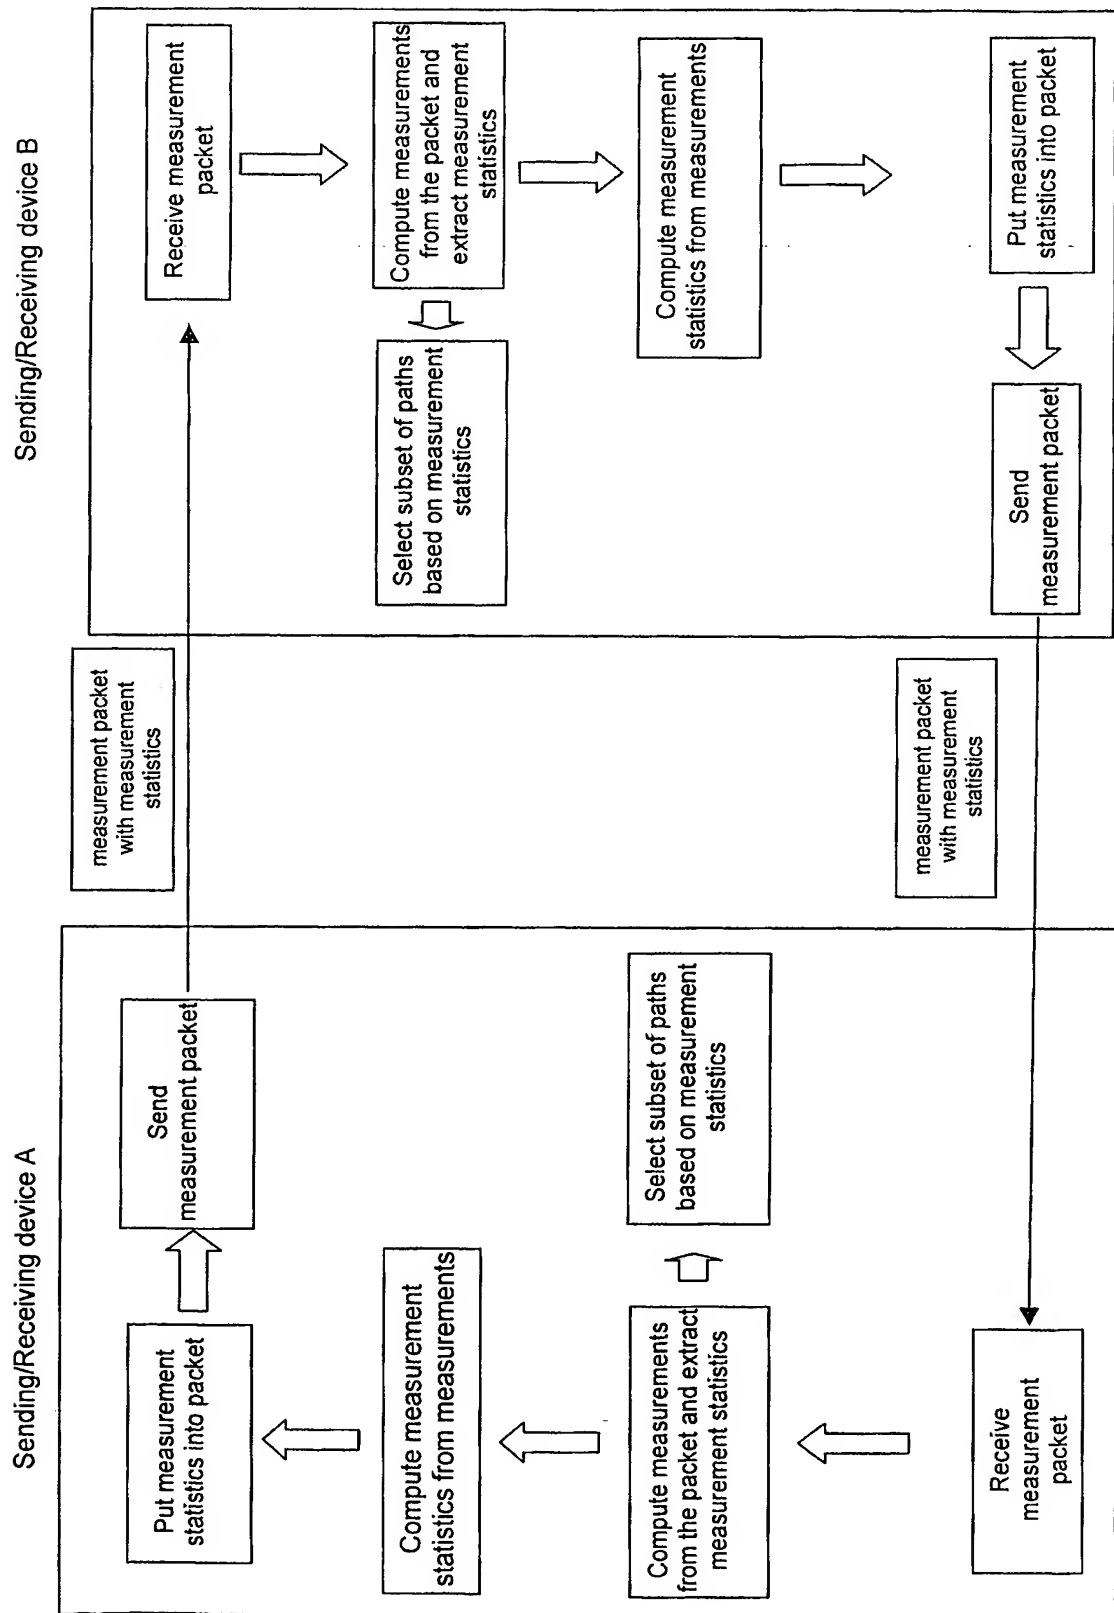 Sending/Receiving device A
Put measurement
statistics into packet
Send
measurement packet
Compute measurement
statistics from measurements
Compute measurements
from the packet and extract
measurement statistics
Select subset of paths
based on measurement
statistics
Receive
measurement
packet
measurement packet
with measurement
statistics
measurement packet
with measurement
statistics
Sending/Receiving device B
Receive measurement
packet
Compute measurements
from the packet and
extract measurement
statistics
Select subset of paths
based on measurement
statistics
Compute measurement
statistics from measurements
Put measurement
statistics into packet
Send
measurement packet